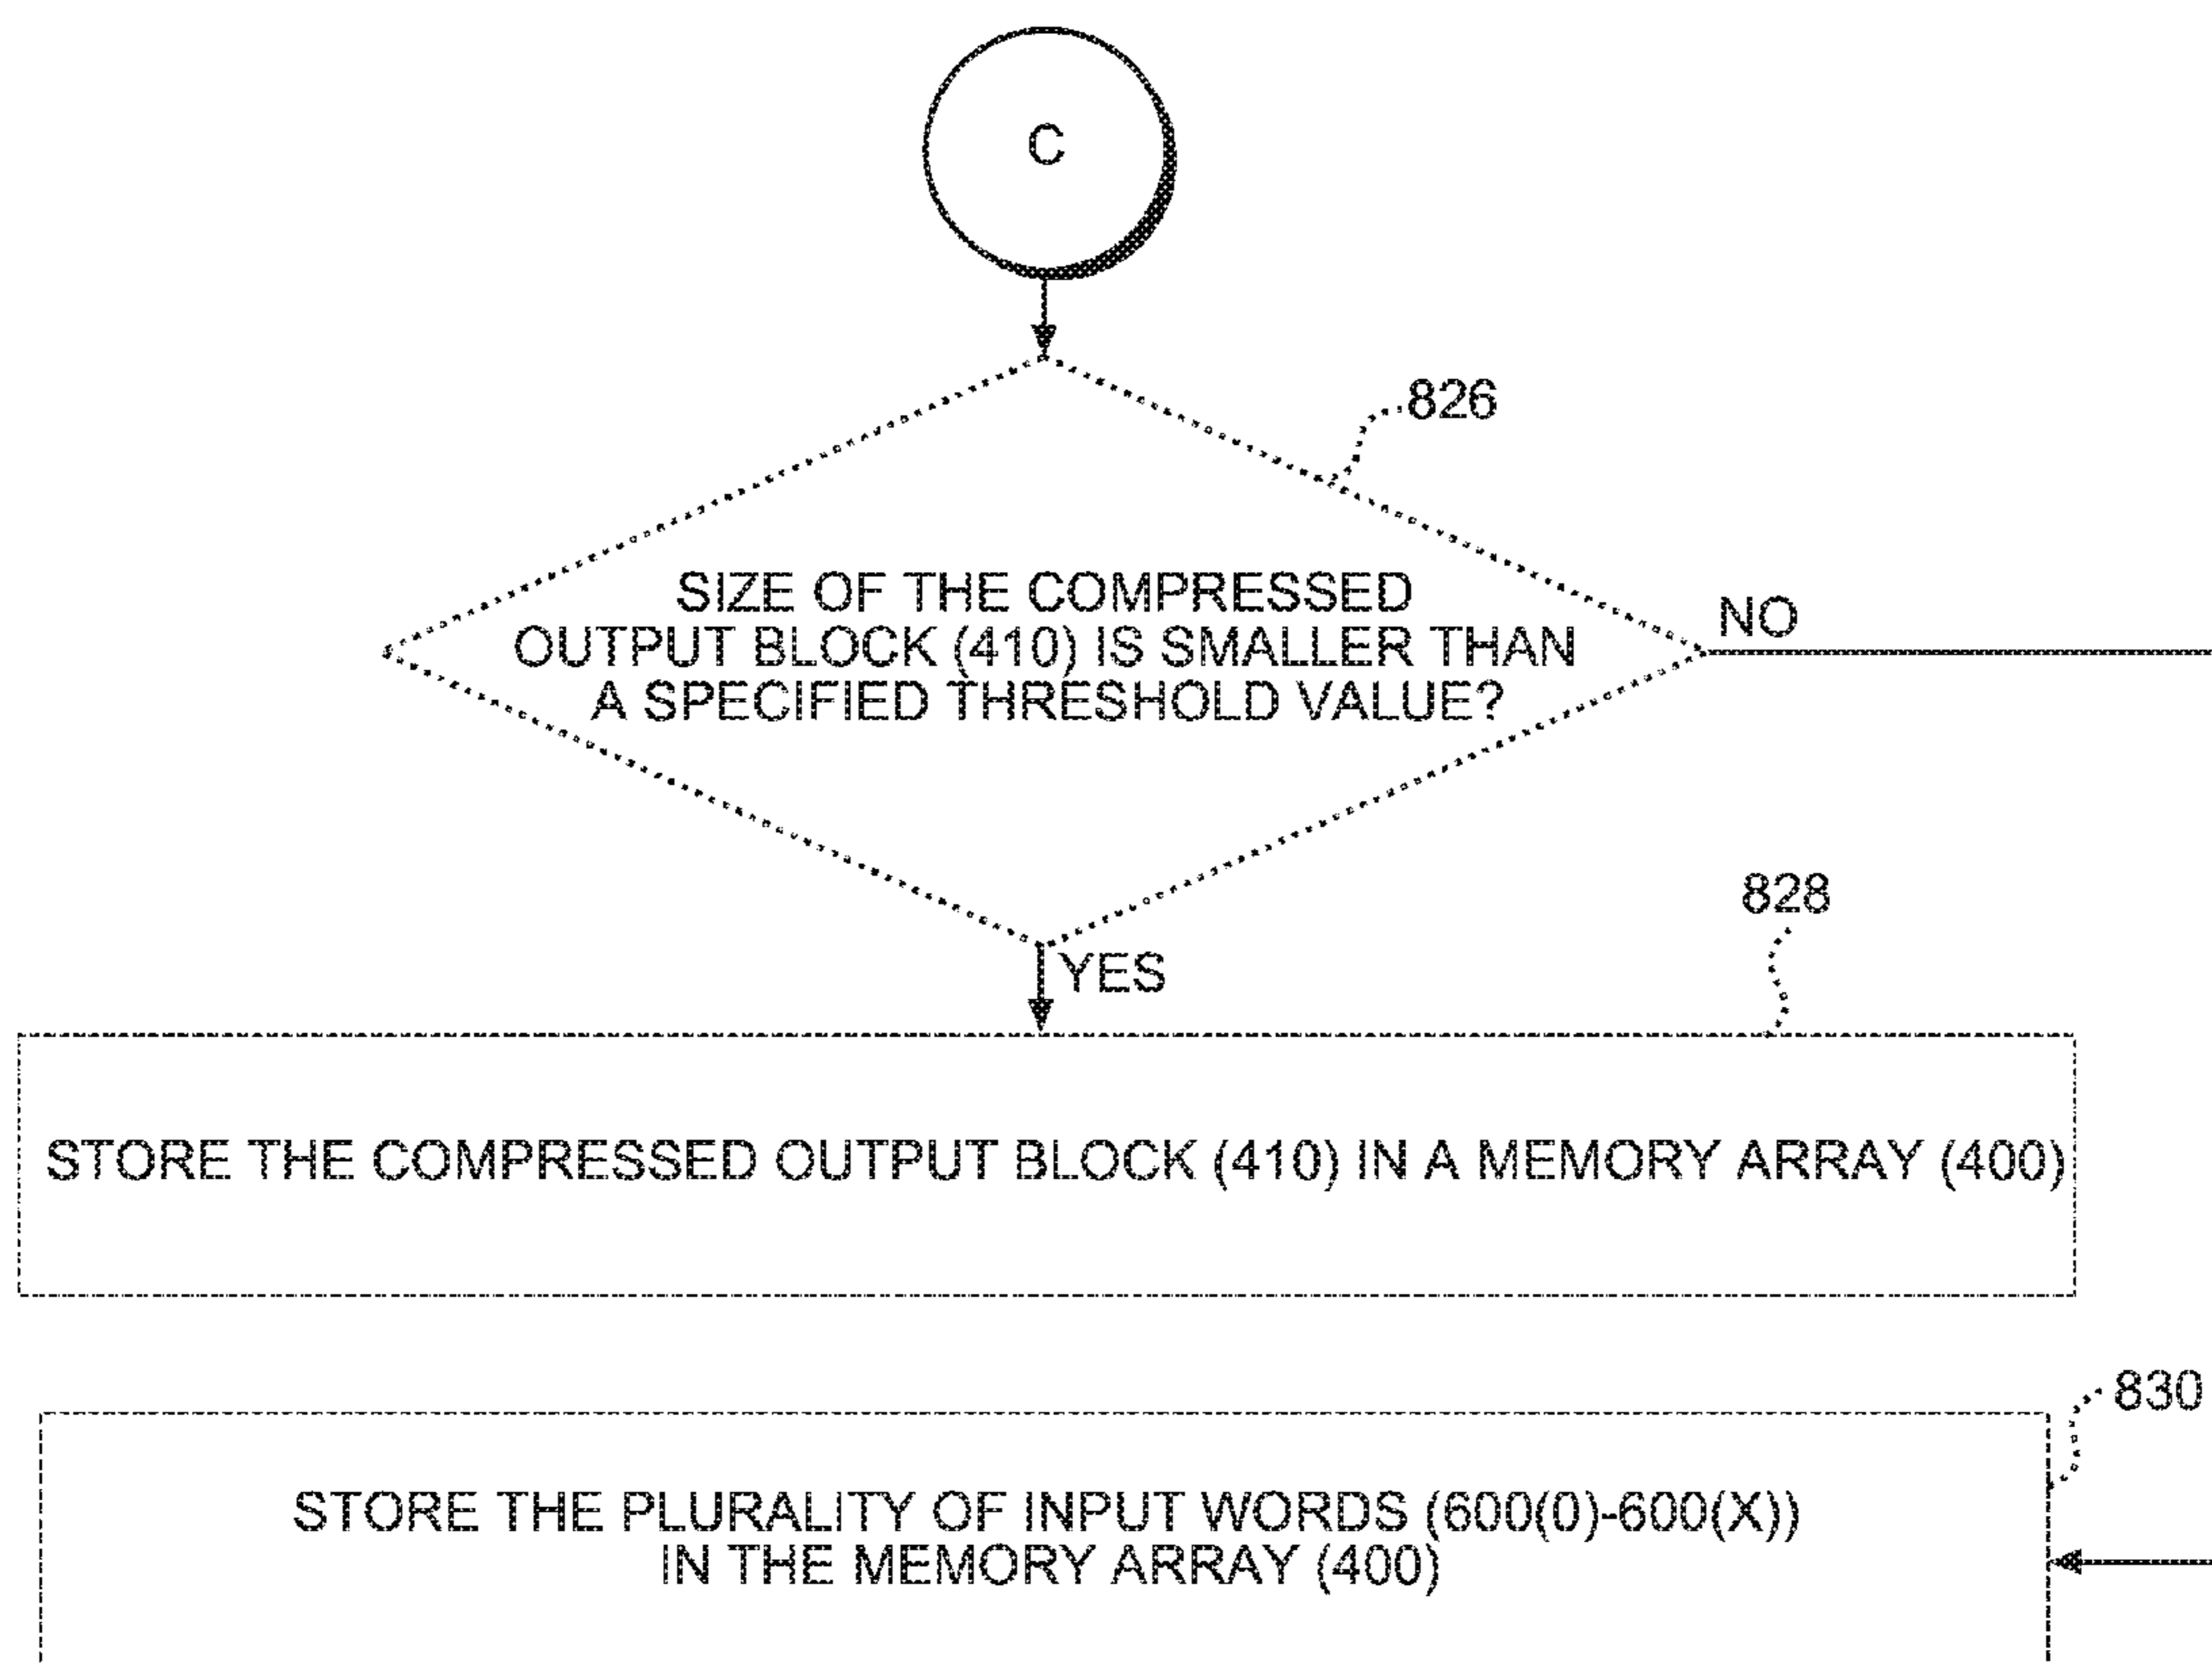 C
826
SIZE OF THE COMPRESSED
OUTPUT BLOCK (410) IS SMALLER THAN
A SPECIFIED THRESHOLD VALUE?
NO
YES
828
STORE THE COMPRESSED OUTPUT BLOCK (410) IN A MEMORY ARRAY (400)
830
STORE THE PLURALITY OF INPUT WORDS (600(0)-600(X))
IN THE MEMORY ARRAY (400)